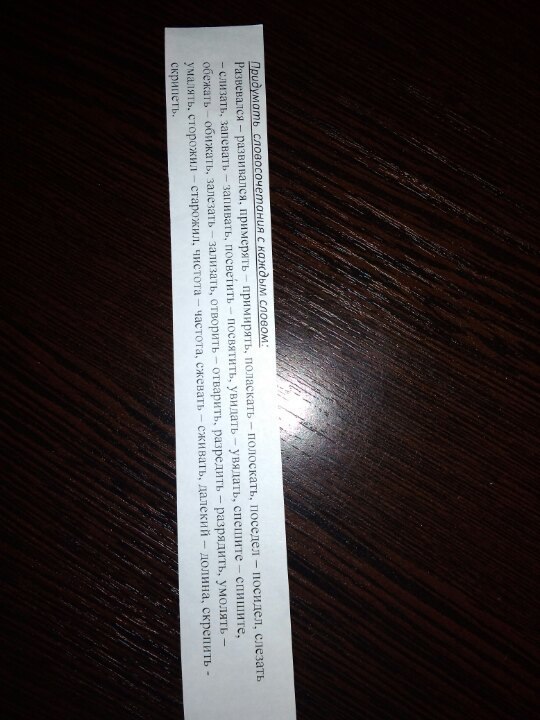 Придумать словосочетания с каждым словом:
Развевался – развивался, примерять – примирять, поласкать – полоскать, поседел – посидел, слезать
– слизать, запевать – запивать, посветить – посвятить, увидать – увядать, спешите – спишите,
обежать – обижать, залезать – зализать, отворить – отварить, разредить – разрядить, умолять –
умалять, сторожил – старожил, чистота – частота, сжевать – сживать, далекий – долина, скрепить -
скрипеть.